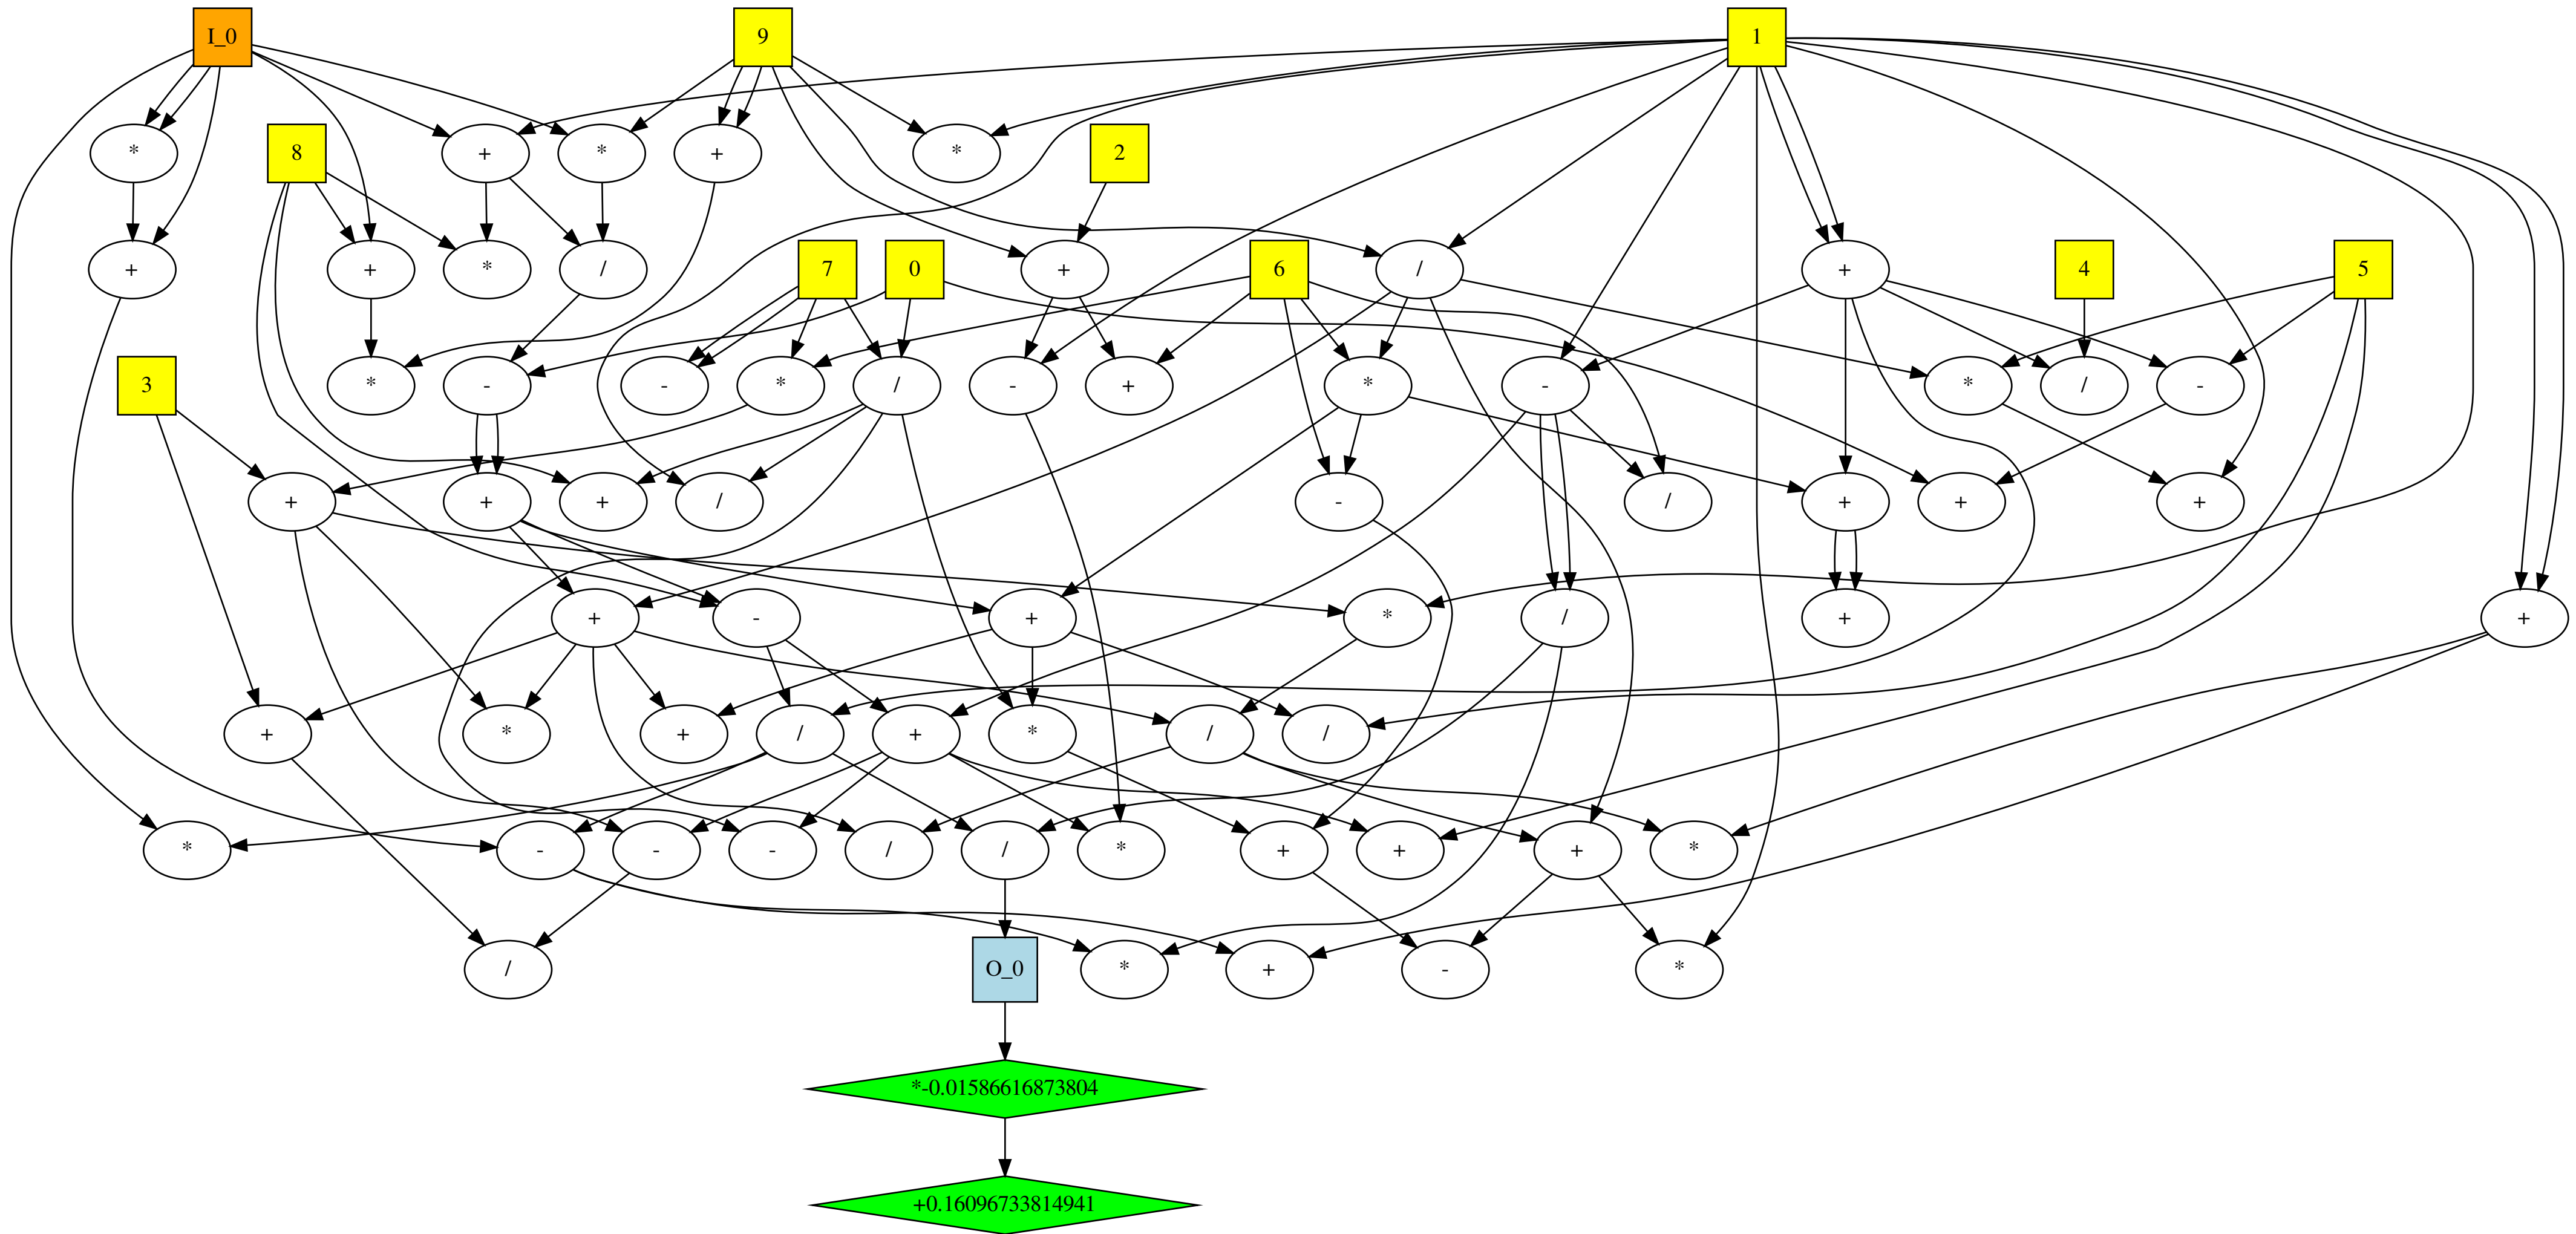 I_0 9 1
* 8 + * + * 2
+ + * / 7 0 + 6 / + 4 5
3 * - - * / - + * - * / -
+ + + / - / + + +
+ - + * / + +
+ * + / + * / /
* - - - / / * + + + *
/ O_0 * + - *
*-0.01586616873804
+0.16096733814941